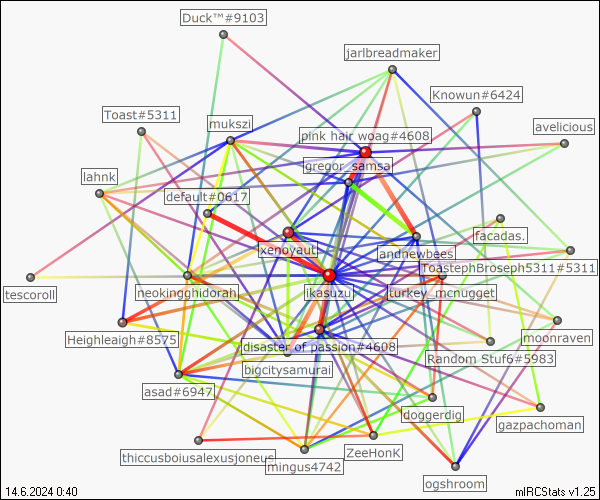 Duck™#9103
jarlbreadmaker
Knowun#6424
Toast#5311
mukszi
pink hair woag#4608
avelicious
gregor_samsa
lahnk
default#0617
facadas.
xenoyaut
andnewbees
ToastephBroseph5311#5311
tescoroll
neokingghidorah
ikasuzu
turkey_mcnugget
Heighleaigh#8575
moonraven
disaster of passion#4608
Random Stuf6#5983
bigcitysamurai
asad#6947
doggerdig
gazpachoman
thiccusboiusalexusjoneus
ZeeHonK
mingus4742
ogshroom
14.6.2024 0:40
mIRCStats v1.25